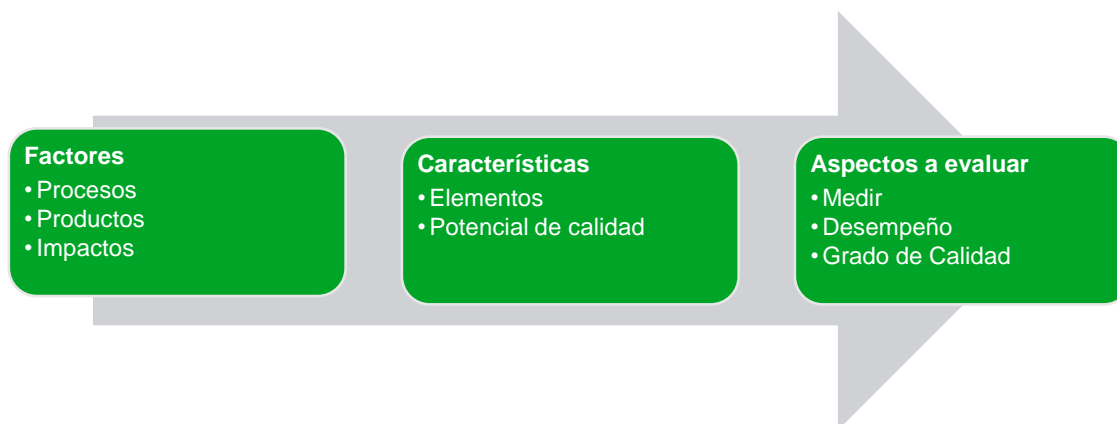 Factores
• Procesos
• Productos
• Impactos
Características
• Elementos
• Potencial de calidad
Aspectos a evaluar
• Medir
• Desempeño
• Grado de Calidad